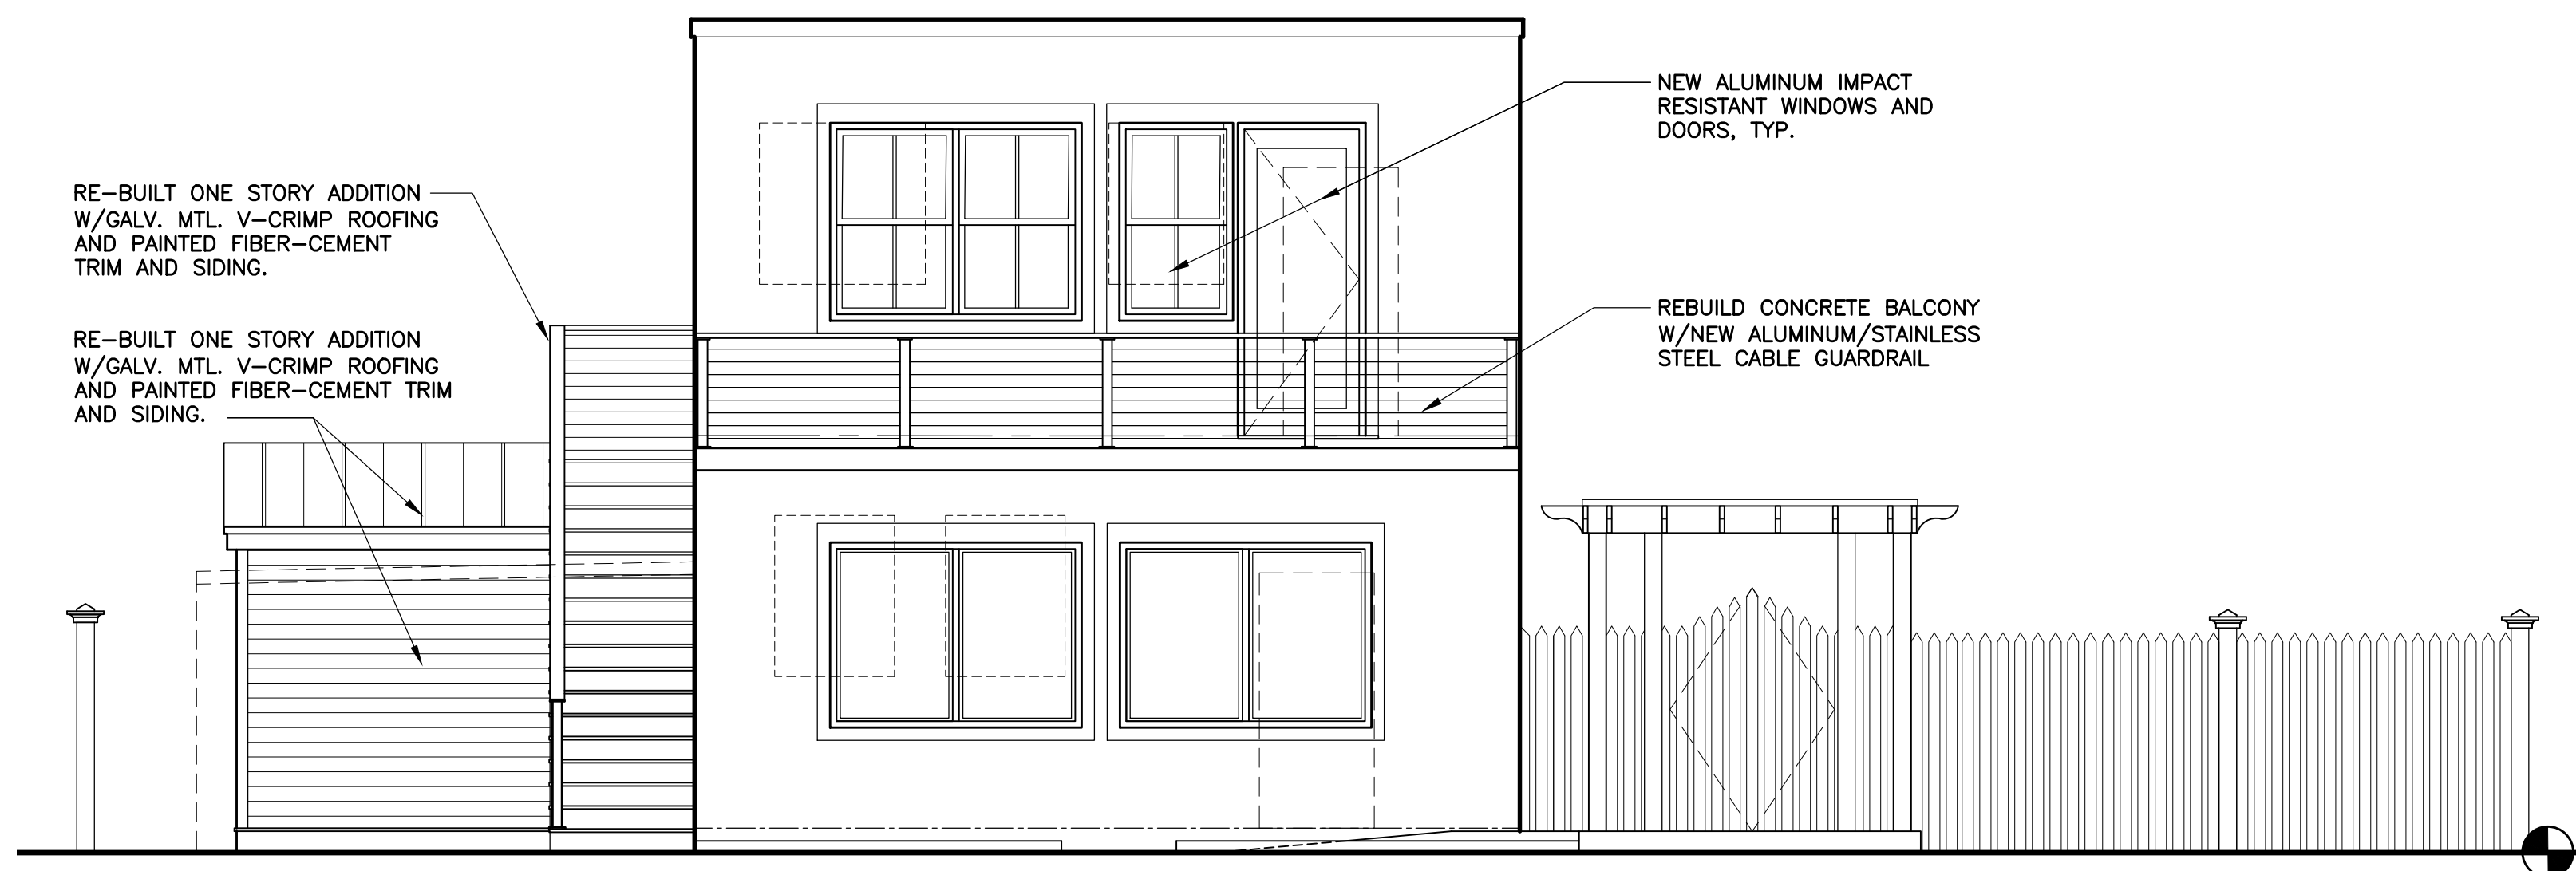 RE-BUILT ONE STORY ADDITION
W/GALV. MTL. V-CRIMP ROOFING
AND PAINTED FIBER-CEMENT
TRIM AND SIDING.
RE-BUILT ONE STORY ADDITION
W/GALV. MTL. V-CRIMP ROOFING
AND PAINTED FIBER-CEMENT TRIM
AND SIDING.
NEW ALUMINUM IMPACT
RESISTANT WINDOWS AND
DOORS, TYP.
REBUILD CONCRETE BALCONY
W/NEW ALUMINUM/STAINLESS
STEEL CABLE GUARDRAIL